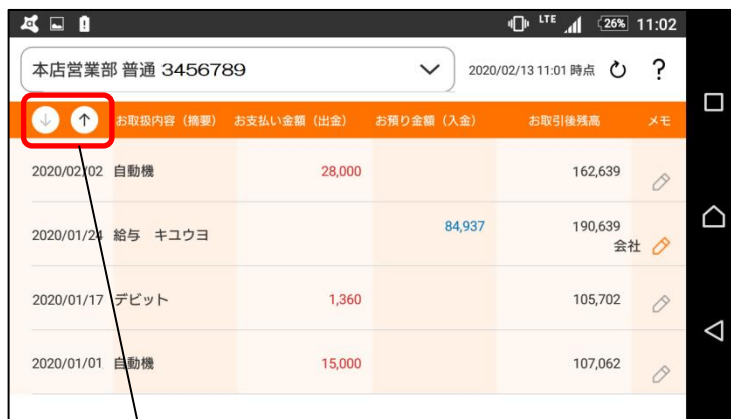 LTE 26% 11:02
本店営業部 普通 3456789 2020/02/13 11:01 時点 ?
↓ ↑ お取扱内容（摘要） お支払い金額（出金） お預り金額（入金） お取引後残高 メモ
2020/02/02 自動機 28,000 162,639
2020/01/24 給与 キユウヨ 84,937 190,639
会社
2020/01/17 デビット 1,360 105,702
2020/01/01 自動機 15,000 107,062